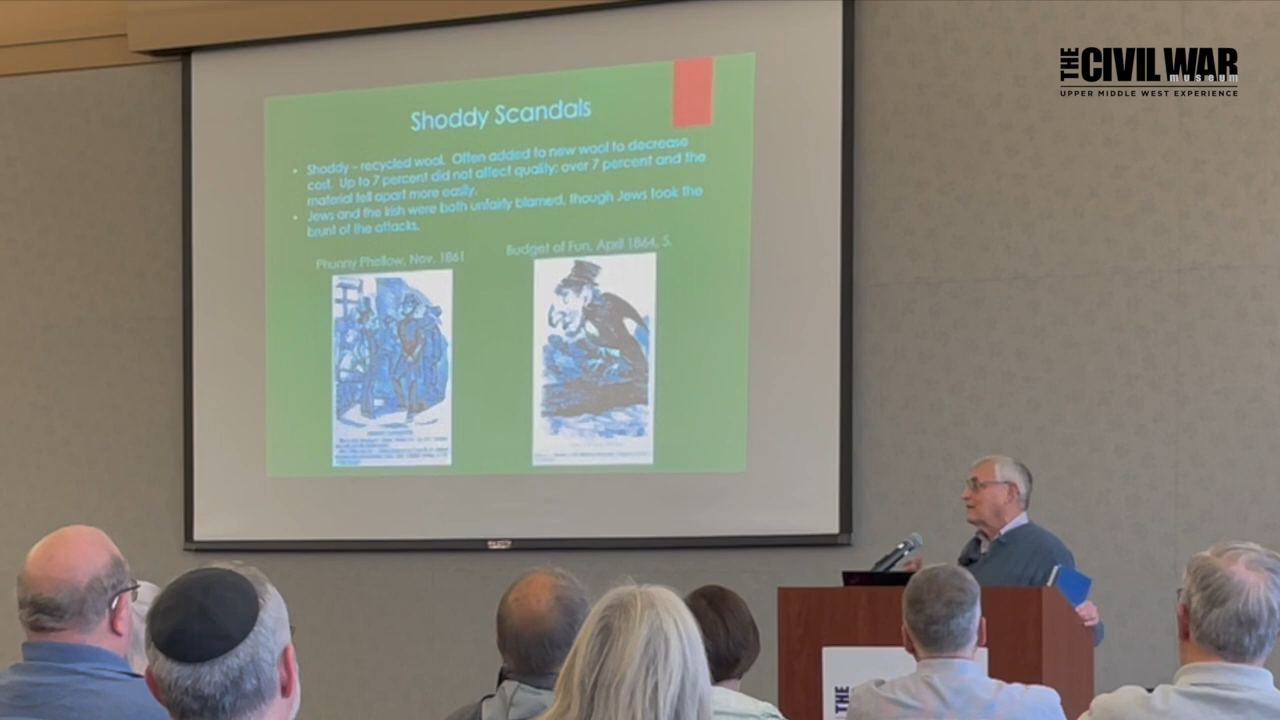 THE CIVIL WAR
museum
UPPER MIDDLE WEST EXPERIENCE
Shoddy Scandals
• Shoddy – recycled wool. Often added to new wool to decrease
cost. Up to 7 percent did not affect quality; over 7 percent and the
material fell apart more easily.
• Jews and the Irish were both unfairly blamed, though Jews took the
brunt of the attacks.
Phunny Phellow, Nov. 1861
Budget of Fun, April 1864, 5.
THE